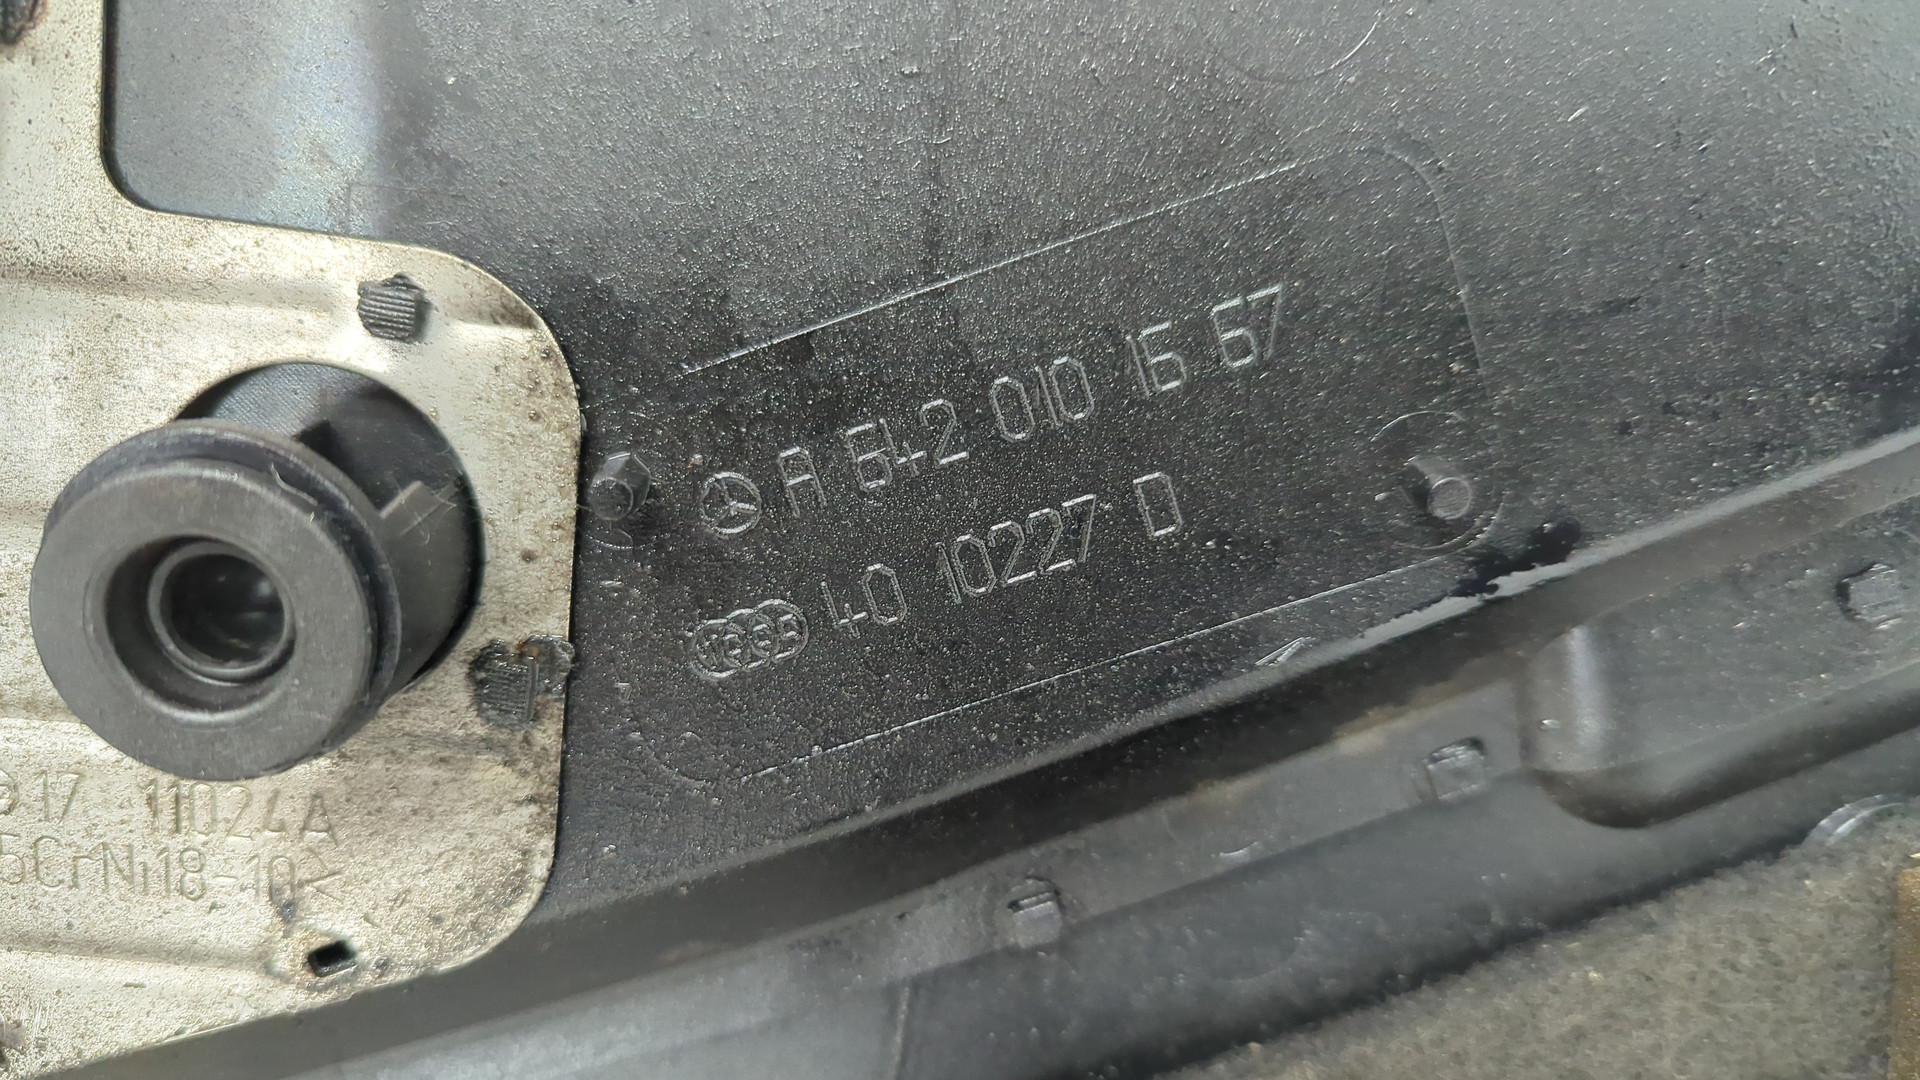 A 642 010 16 67
40 10227 D
17 11024A
5CrNi18-10<